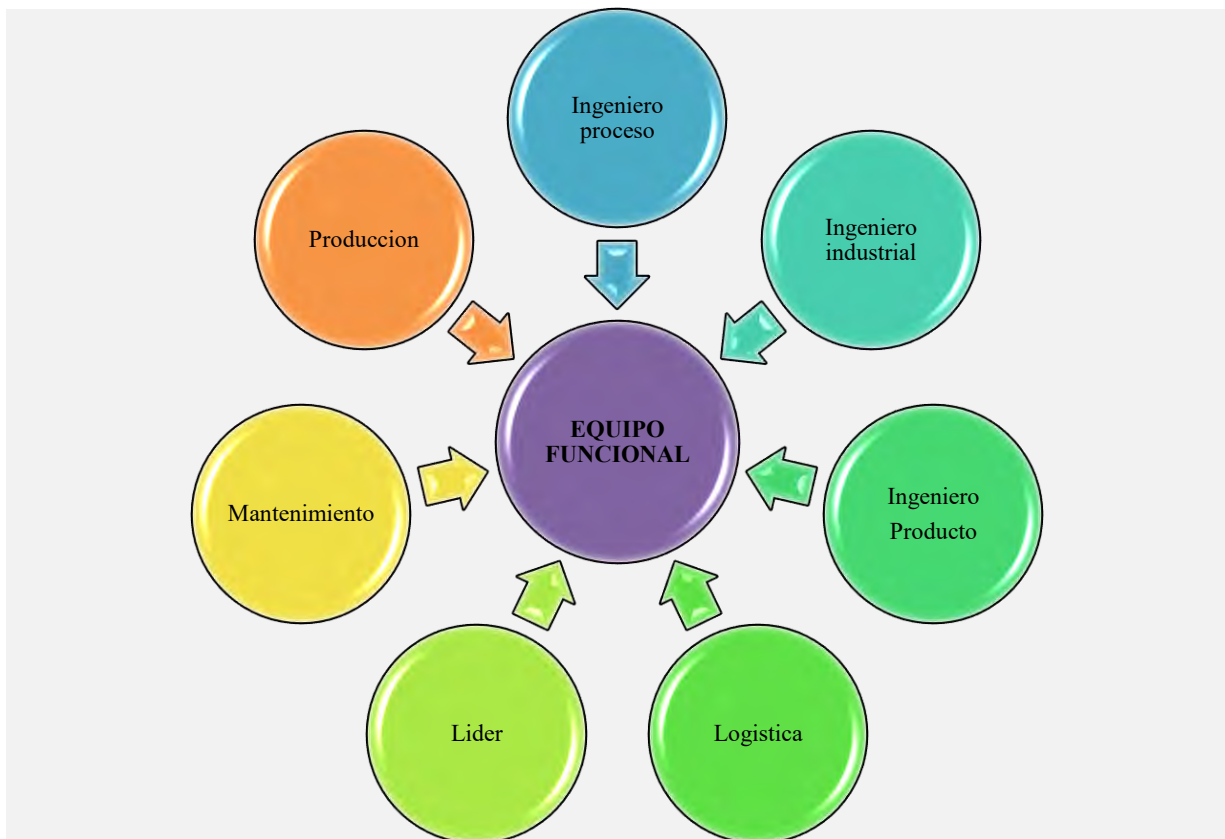 Ingeniero
proceso
Ingeniero
industrial
Ingeniero
Producto
Logistica
Lider
Mantenimiento
Produccion
EQUIPO
FUNCIONAL